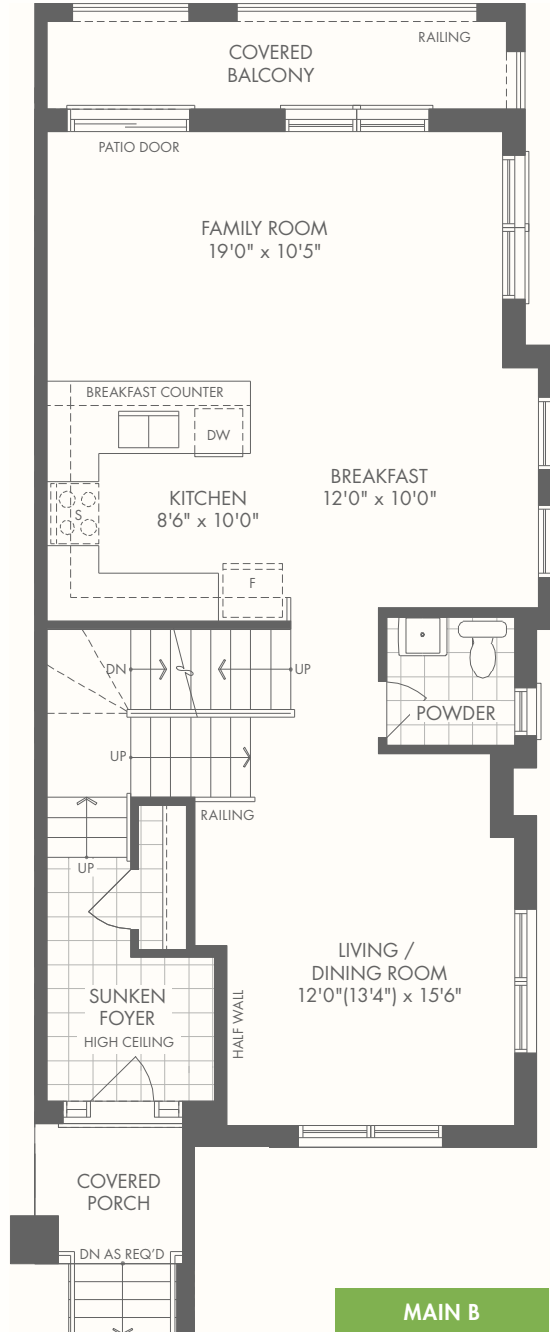 RAILING
COVERED
BALCONY
PATIO DOOR
FAMILY ROOM
19'0" x 10'5"
BREAKFAST COUNTER
DW
BREAKFAST
12'0" x 10'0"
KITCHEN
8'6" x 10'0"
S
F
DN
UP
POWDER
UP
RAILING
UP
LIVING /
DINING ROOM
12'0"(13'4") x 15'6"
SUNKEN
FOYER
HIGH CEILING
HALF WALL
COVERED
PORCH
DN AS REQ'D
MAIN B